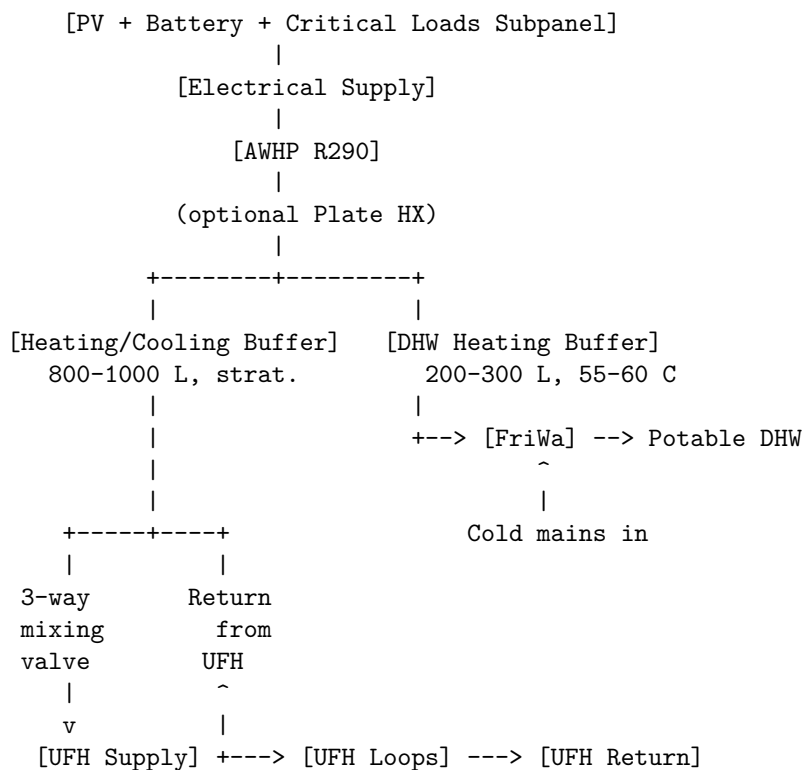 [PV + Battery + Critical Loads Subpanel]
|
[Electrical Supply]
|
[AWHP R290]
|
(optional Plate HX)
|
+--------+---------+
| |
[Heating/Cooling Buffer] [DHW Heating Buffer]
800-1000 L, strat. 200-300 L, 55-60 C
| |
| +--> [FriWa] --> Potable DHW
| ^
| |
+-----+----+ Cold mains in
| |
3-way Return
mixing from
valve UFH
| ^
v |
[UFH Supply] +---> [UFH Loops] ---> [UFH Return]